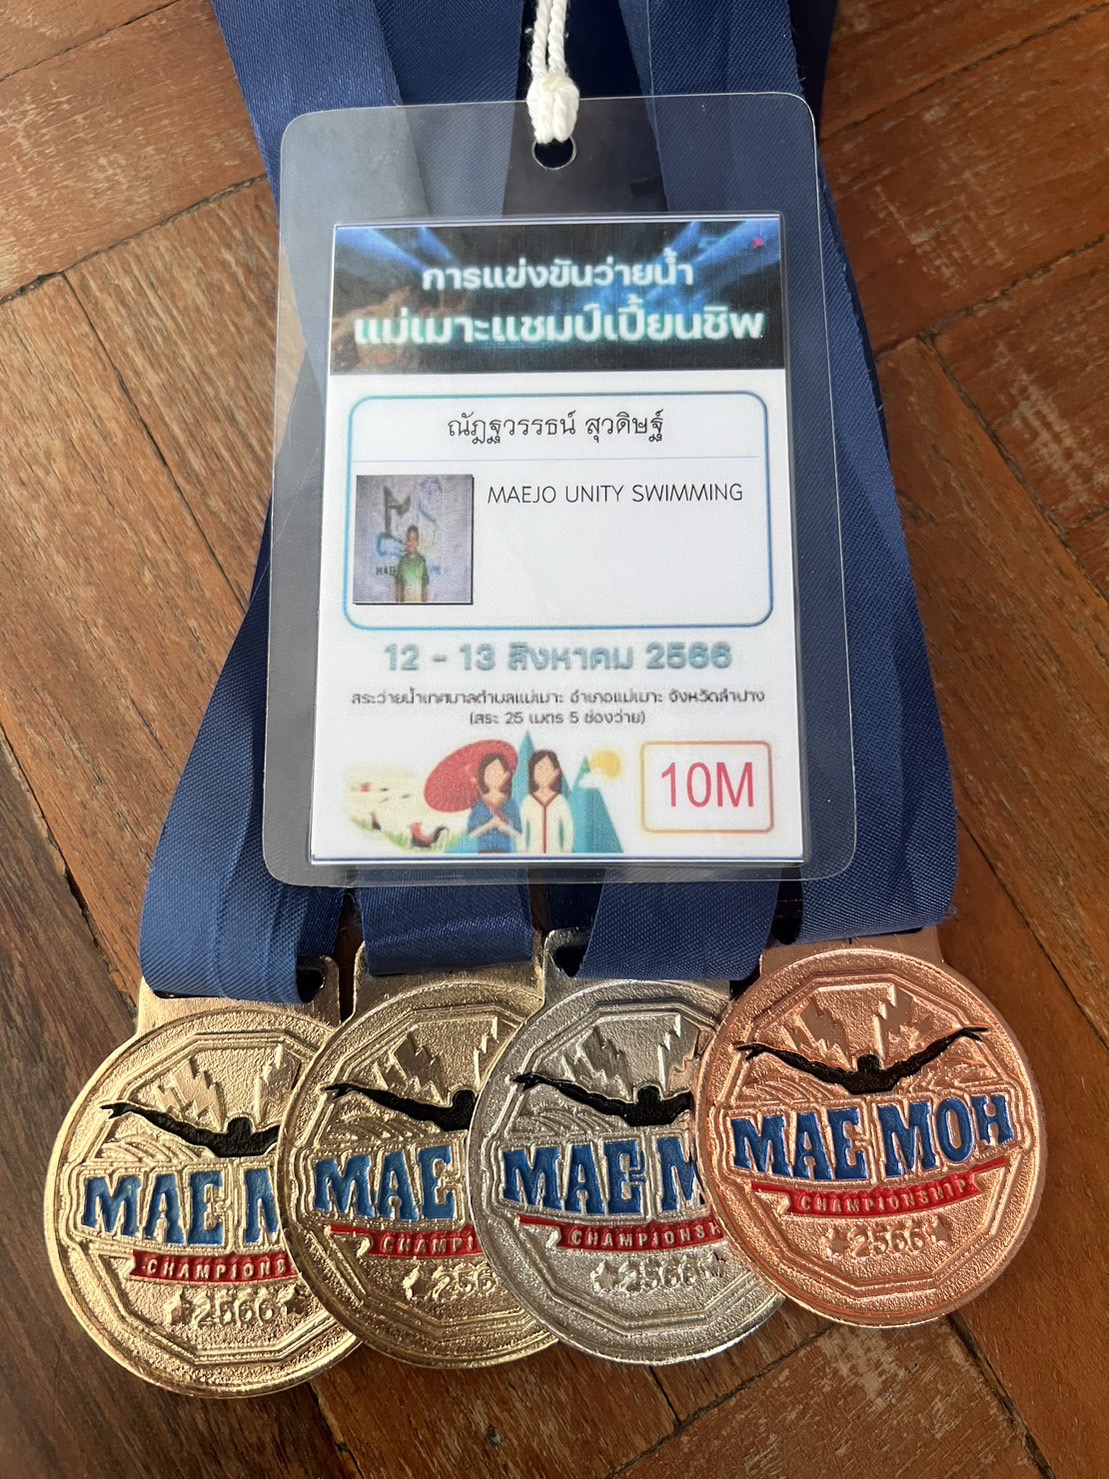 การแข่งขันว่ายน้ำ
แม่เมาะแชมป์เปี้ยนชิพ
ณัฏฐวรรธน์ สุวดิษฐ์
MAEJO UNITY SWIMMING
12 - 13 สิงหาคม 2566
สระว่ายน้ำเทศบาลตำบลแม่เมาะ อำเภอแม่เมาะ จังหวัดลำปาง
(สระ 25 เมตร 5 ช่องว่าย)
10M
MAE M
CHAMPIONS
2566
MAE
CHAMPI
256
MAE M
CHAMPIONS
2566
MAE MOH
CHAMPIONSHIP
2566